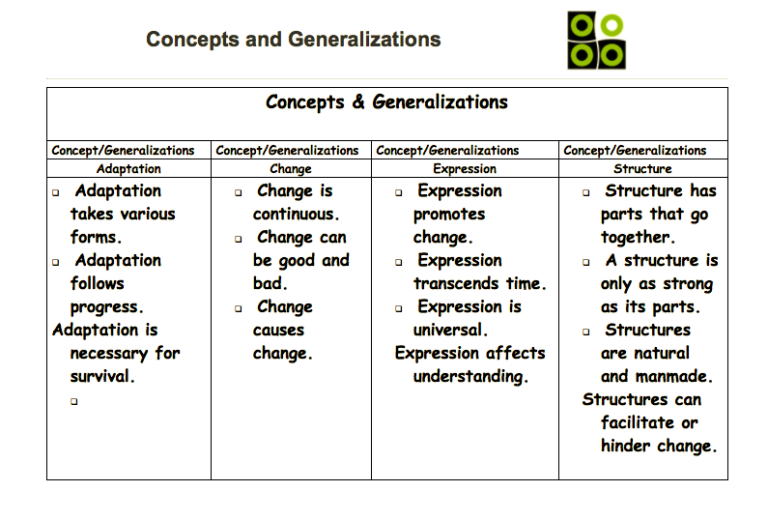 Concepts and Generalizations
Concepts & Generalizations
Concept/Generalizations
Adaptation
❑ Adaptation
takes various
forms.
❑ Adaptation
follows
progress.
Adaptation is
necessary for
survival.
❑
Concept/Generalizations
Change
❑ Change is
continuous.
❑ Change can
be good and
bad.
❑ Change
causes
change.
Concept/Generalizations
Expression
❑ Expression
promotes
change.
❑ Expression
transcends time.
❑ Expression is
universal.
Expression affects
understanding.
Concept/Generalizations
Structure
❑ Structure has
parts that go
together.
❑ A structure is
only as strong
as its parts.
❑ Structures
are natural
and manmade.
Structures can
facilitate or
hinder change.